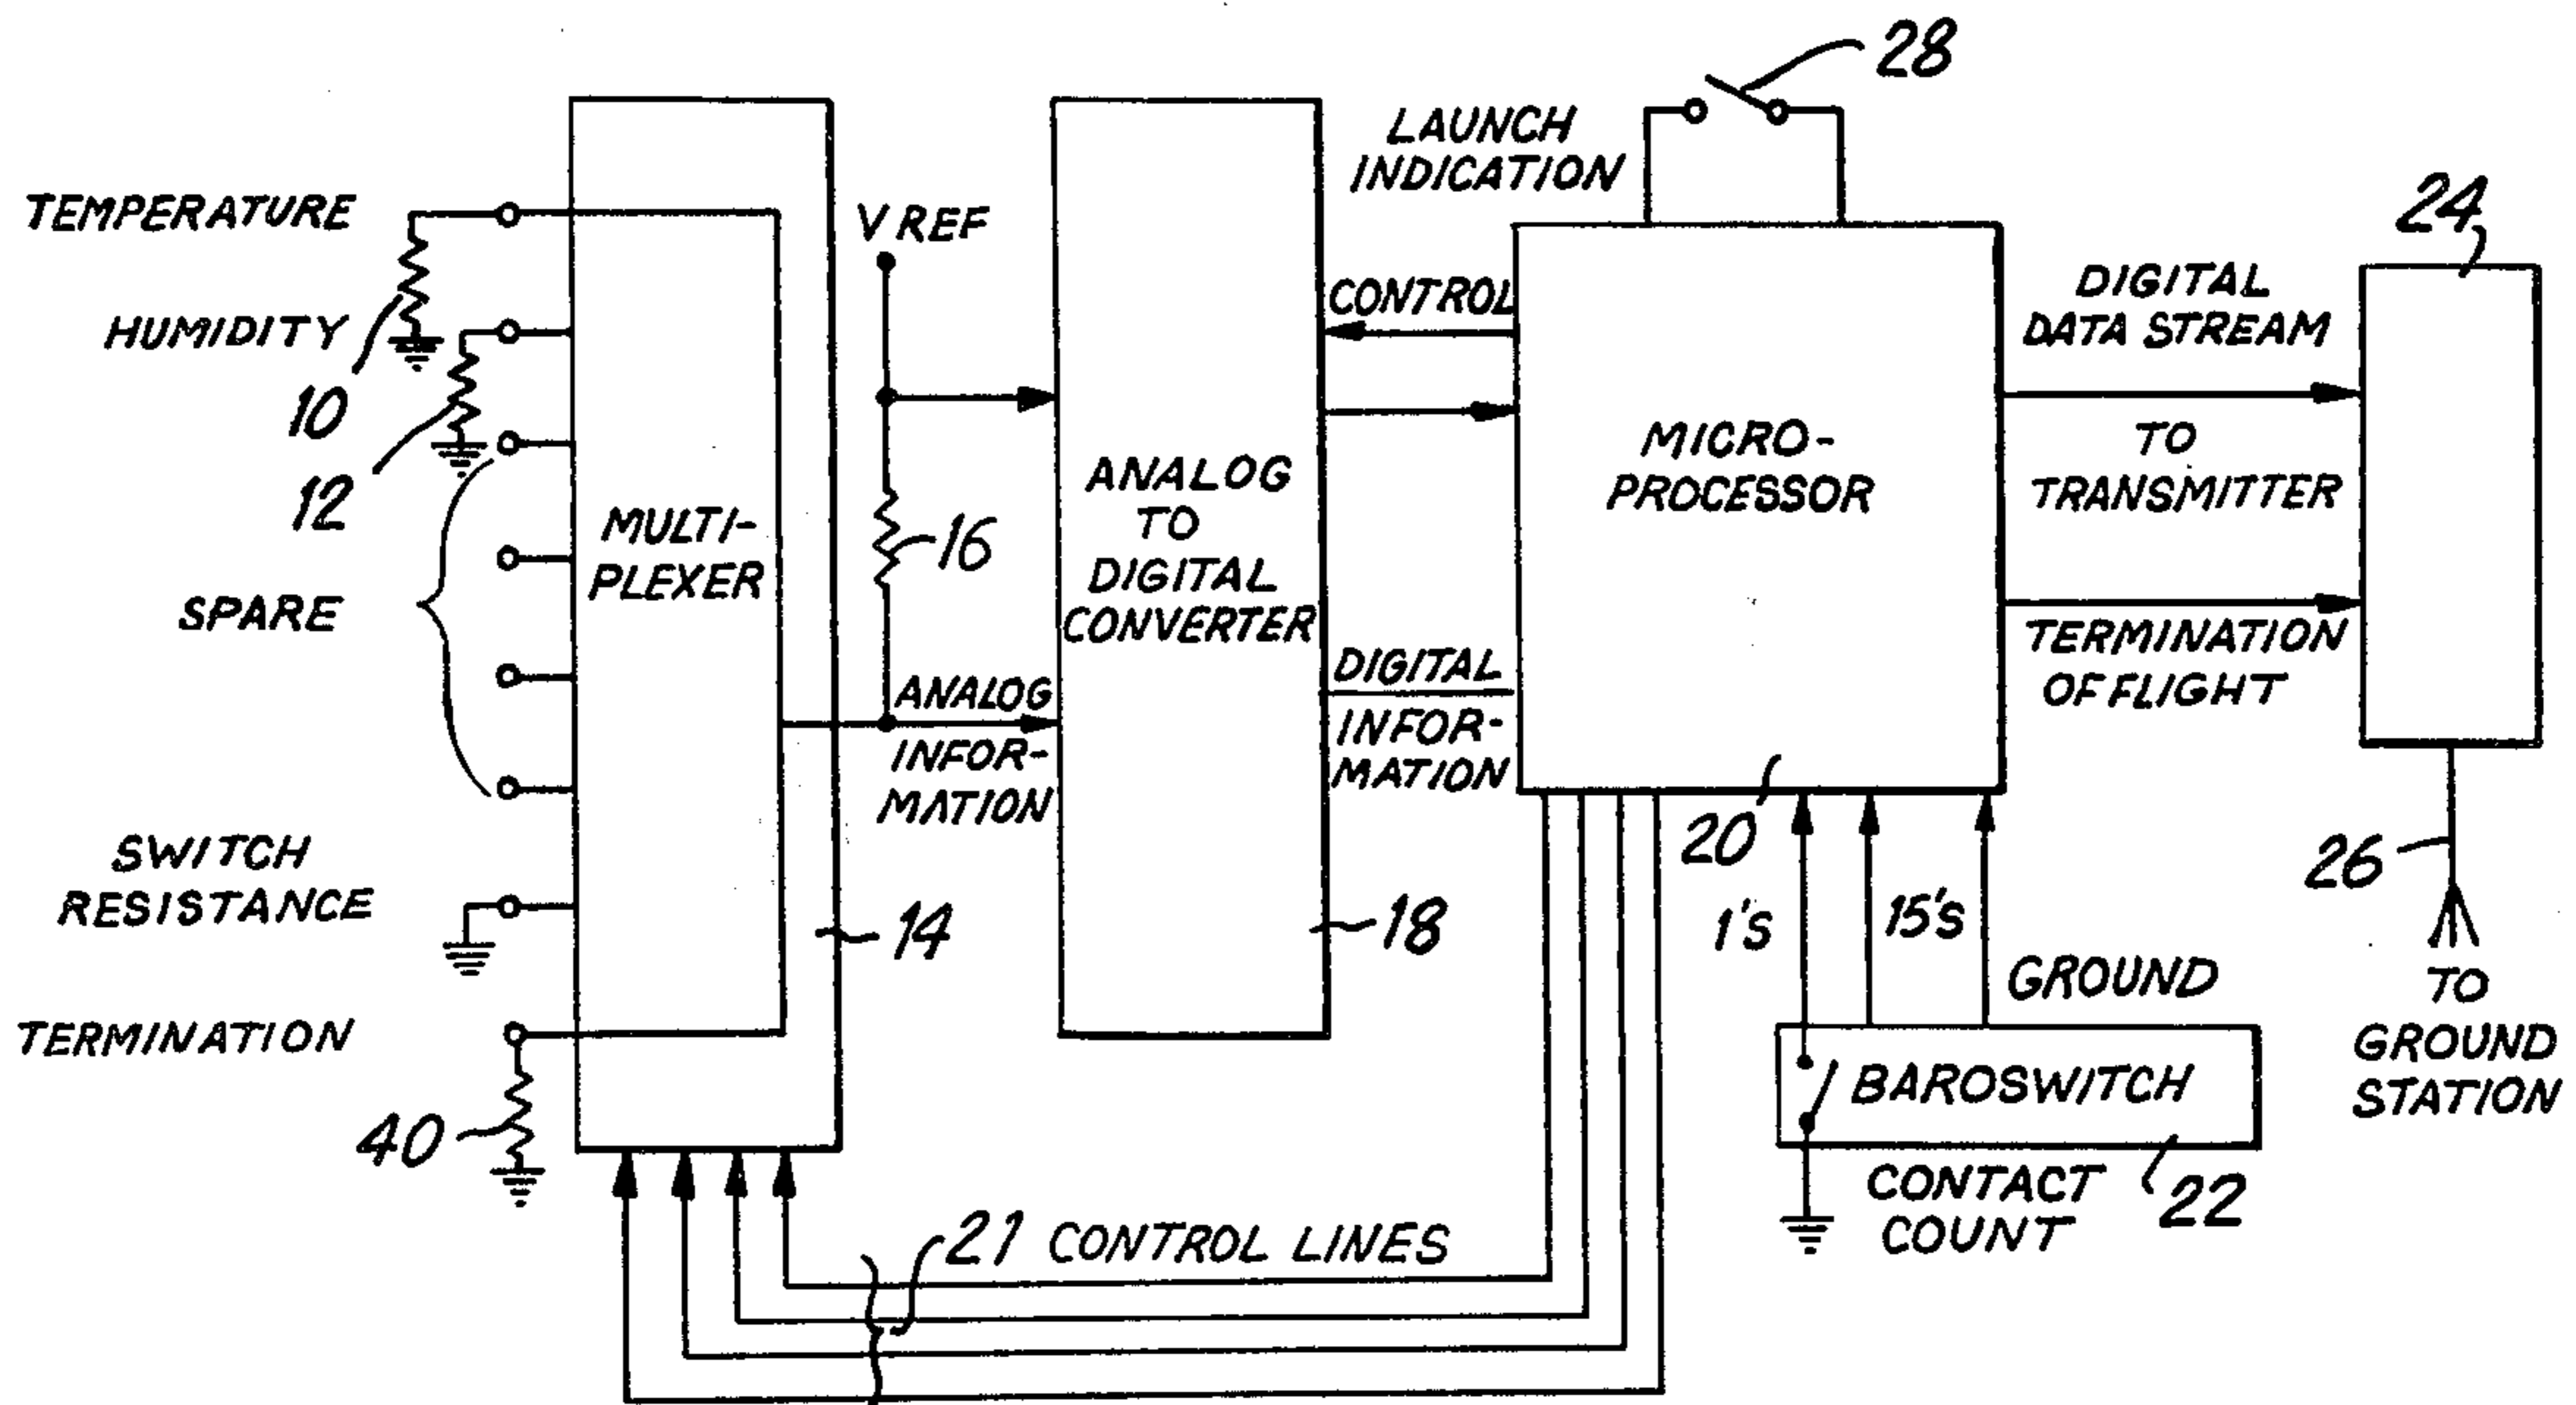 28
LAUNCH
INDICATION
24
TEMPERATURE
V REF
CONTROL
DIGITAL
DATA STREAM
HUMIDITY
10
12
MULTI-
PLEXER
16
ANALOG
TO
DIGITAL
CONVERTER
MICRO-
PROCESSOR
TO
TRANSMITTER
SPARE
ANALOG
INFOR-
MATION
DIGITAL
INFOR-
MATION
TERMINATION
OF FLIGHT
20
26
SWITCH
RESISTANCE
14
18
1'S
15'S
GROUND
TO
GROUND
STATION
TERMINATION
40
BAROSWITCH
CONTACT
COUNT
22
21 CONTROL LINES